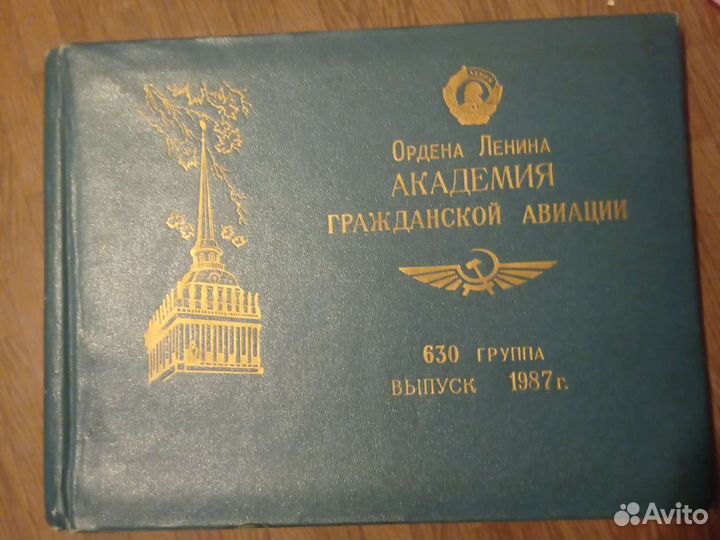 Ордена Ленина
АКАДЕМИЯ
ГРАЖДАНСКОЙ АВИАЦИИ
630 ГРУППА
ВЫПУСК 1987 г.
Avito